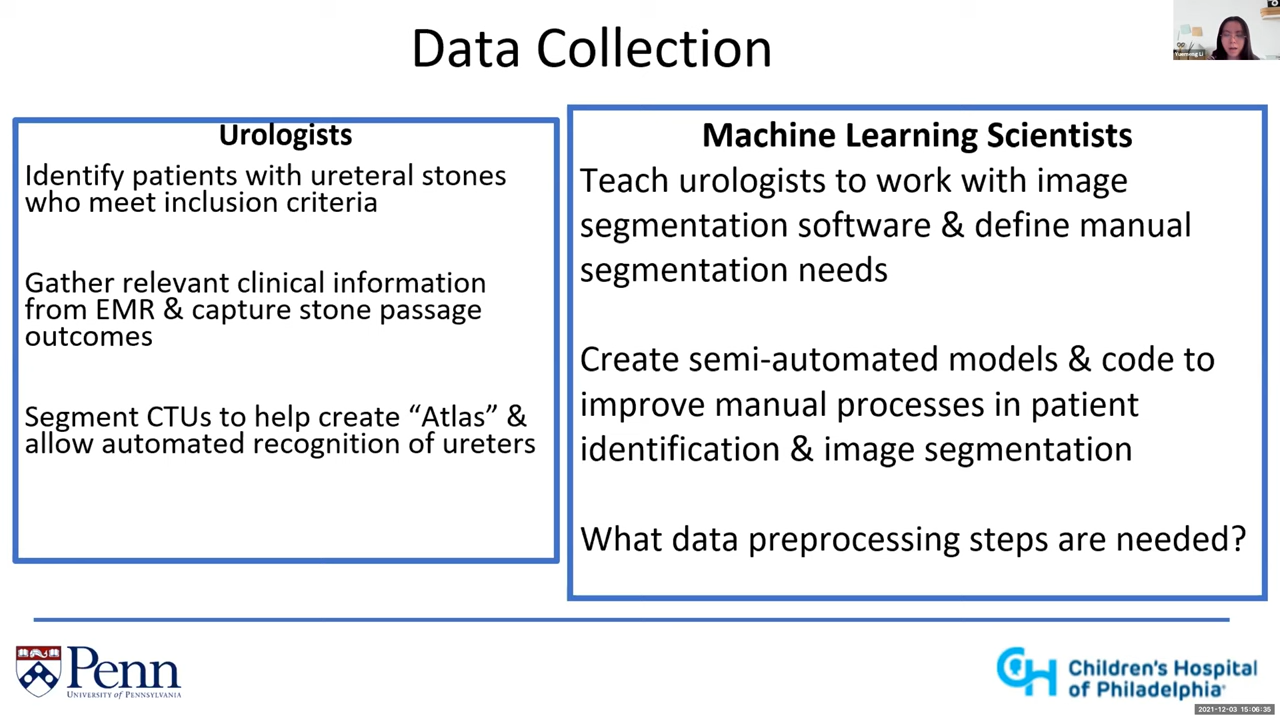 Data Collection
Yueming Li
Urologists
Identify patients with ureteral stones
who meet inclusion criteria
Gather relevant clinical information
from EMR & capture stone passage
outcomes
Segment CTUs to help create “Atlas” &
allow automated recognition of ureters
Machine Learning Scientists
Teach urologists to work with image
segmentation software & define manual
segmentation needs
Create semi-automated models & code to
improve manual processes in patient
identification & image segmentation
What data preprocessing steps are needed?
Penn
UNIVERSITY of PENNSYLVANIA
CH
Children's Hospital
of Philadelphia
2021-12-03 15:06:35